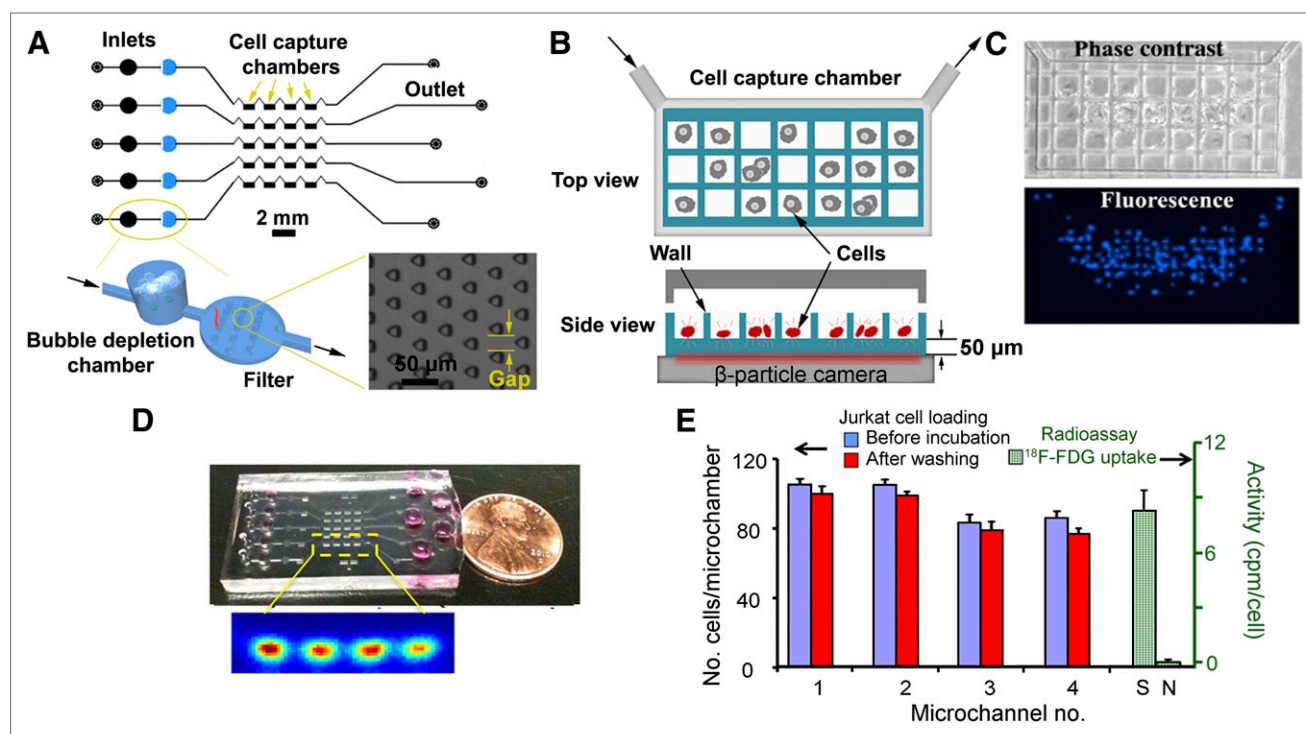 A
Inlets
Cell capture
chambers
Outlet
2 mm
Bubble depletion
chamber
Filter
50 μm
Gap
B
Cell capture chamber
Top view
Wall
Cells
Side view
50 μm
β-particle camera
C
Phase contrast
Fluorescence
D
E
Jurkat cell loading
Before incubation
After washing
Radioassay
¹⁸F-FDG uptake
No. cells/microchamber
120
80
40
0
1
2
3
4
S
N
Microchannel no.
12
6
6
0
Activity (cpm/cell)